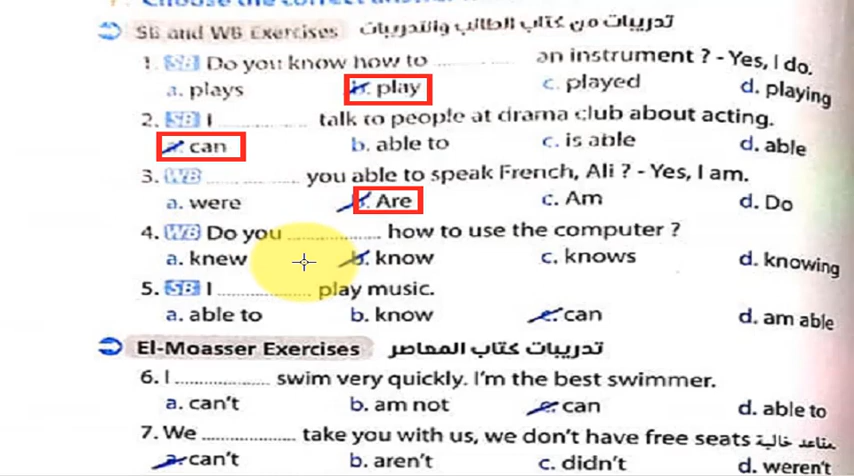 SB and WB Exercises تدريبات من كتاب الطالب والتدريبات
1. SB Do you know how to ............ an instrument ? - Yes, I do.
a. plays b. play c. played d. playing
2. SB I ............ talk to people at drama club about acting.
a. can b. able to c. is able d. able
3. WB ............ you able to speak French, Ali ? - Yes, I am.
a. were b. Are c. Am d. Do
4. WB Do you ............ how to use the computer ?
a. knew b. know c. knows d. knowing
5. SB I ............ play music.
a. able to b. know c. can d. am able
El-Moasser Exercises تدريبات كتاب المعاصر
6. I ............ swim very quickly. I'm the best swimmer.
a. can't b. am not c. can d. able to
7. We ............ take you with us, we don't have free seats مقاعد خالية
a. can't b. aren't c. didn't d. weren't